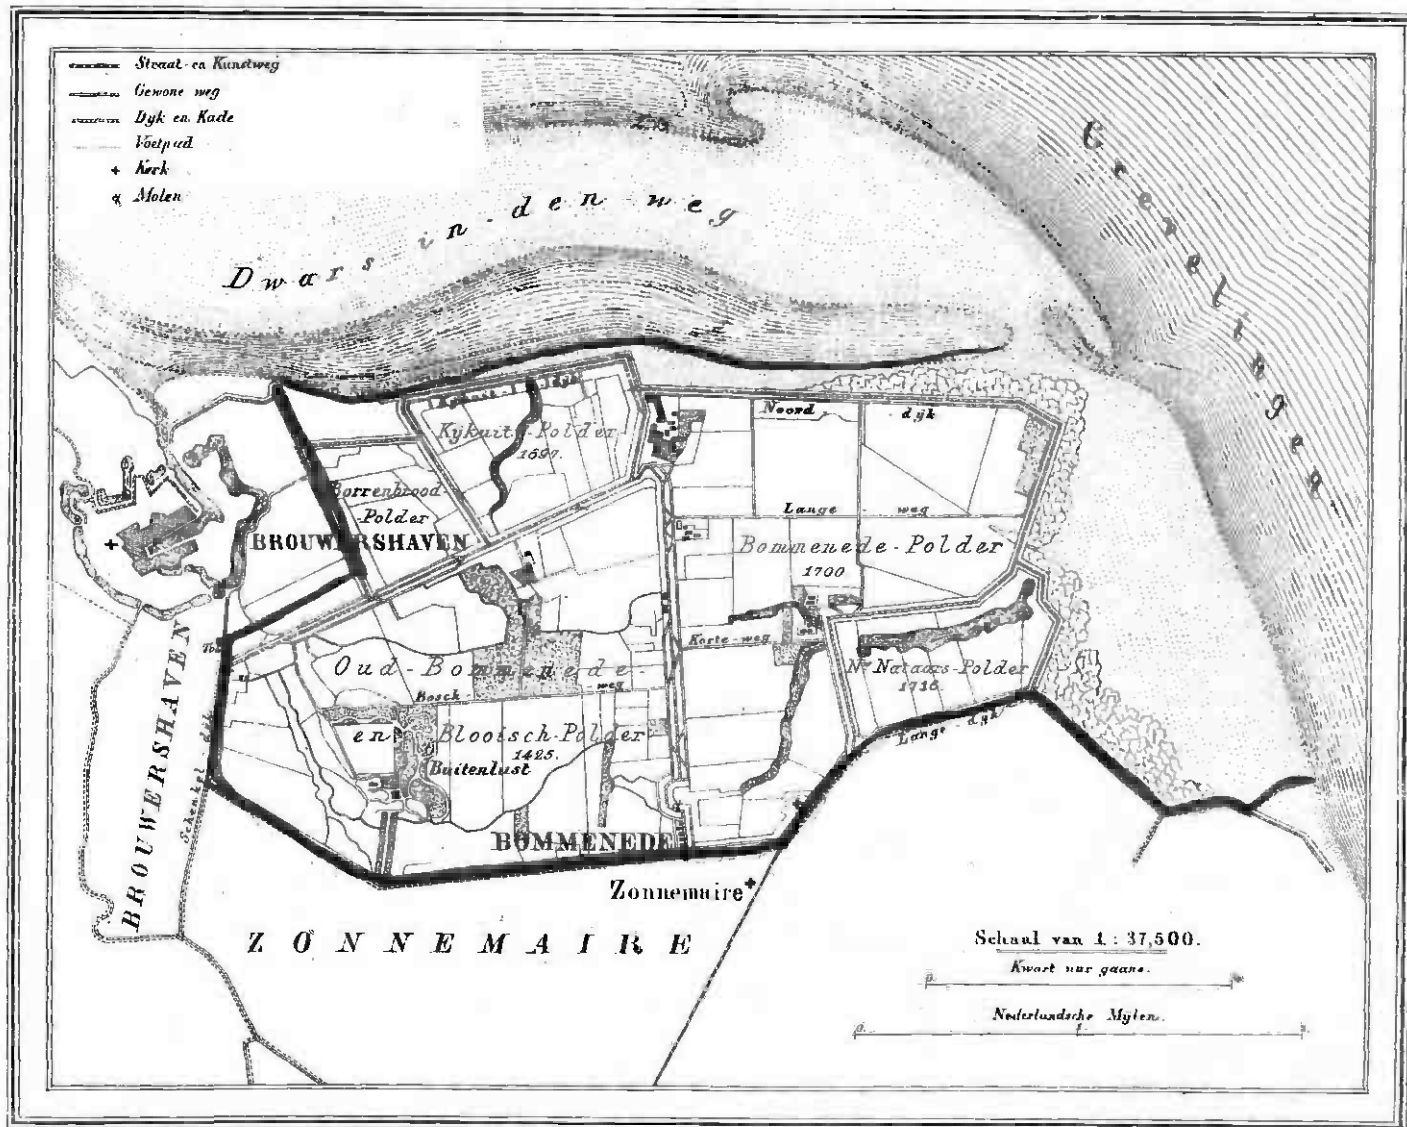 Straat- en Kunstweg
Gewone weg
Dyk en Kade
Voetpad
Kerk
Molen
Dwars-in-den-weg
Grevelingen
Noord-dyk
Kykuit-Polder
1697.
Borrenbrood-
-Polder
BROUWERSHAVEN
Lange weg
Bommenede-Polder
1700
Korte-weg
Oud-Bommenede-
Bosch-weg
en Blootsch-Polder
1425.
Buitenlust
Nataars-Polder
1716.
Lange-dyk
Schenkel-dyk
BROUWERSHAVEN
BOMMENEDE
Zonnemaire
ZONNEMAIRE
Schaal van 1:37,500.
Kwart uur gaans.
Nederlandsche Mylen.